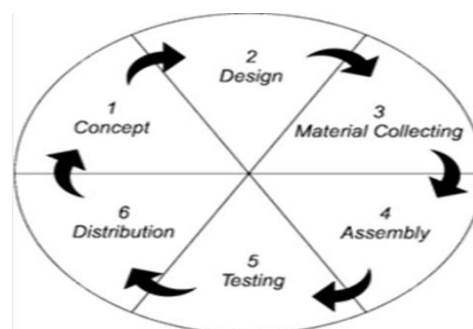 1
Concept
2
Design
3
Material Collecting
4
Assembly
5
Testing
6
Distribution